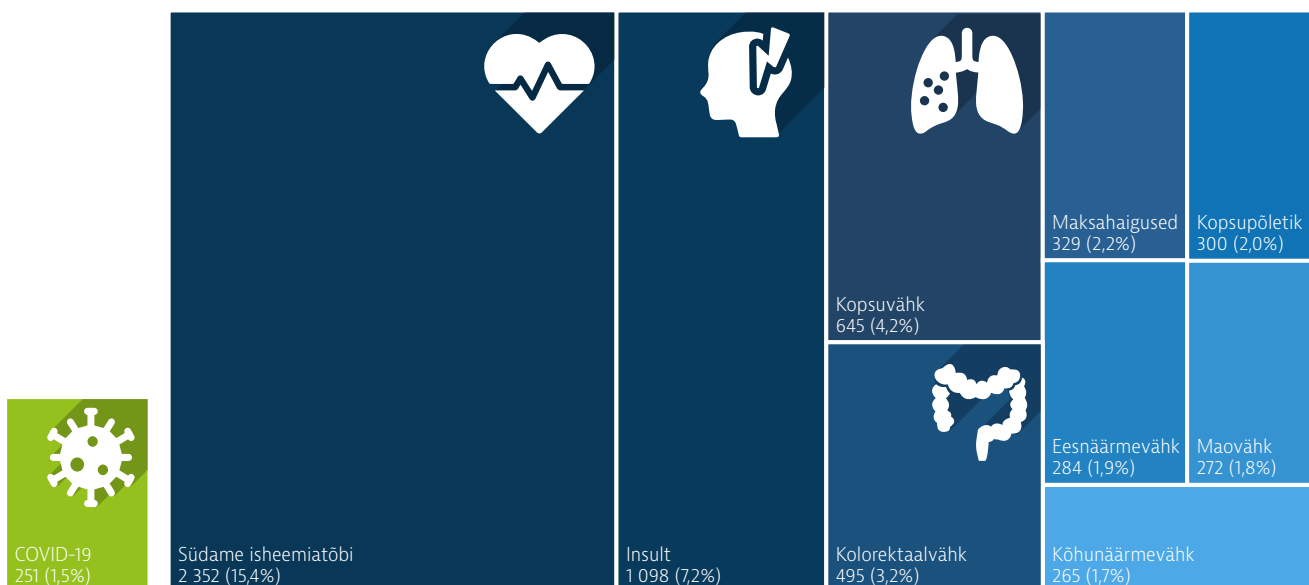 COVID-19
251 (1,5%)
Südame isheemiatõbi
2 352 (15,4%)
Insult
1 098 (7,2%)
Kopsuvähk
645 (4,2%)
Kolorektaalvähk
495 (3,2%)
Maksahaigused
329 (2,2%)
Kopsupõletik
300 (2,0%)
Eesnäärmevähk
284 (1,9%)
Maovähk
272 (1,8%)
Kõhunäärmevähk
265 (1,7%)